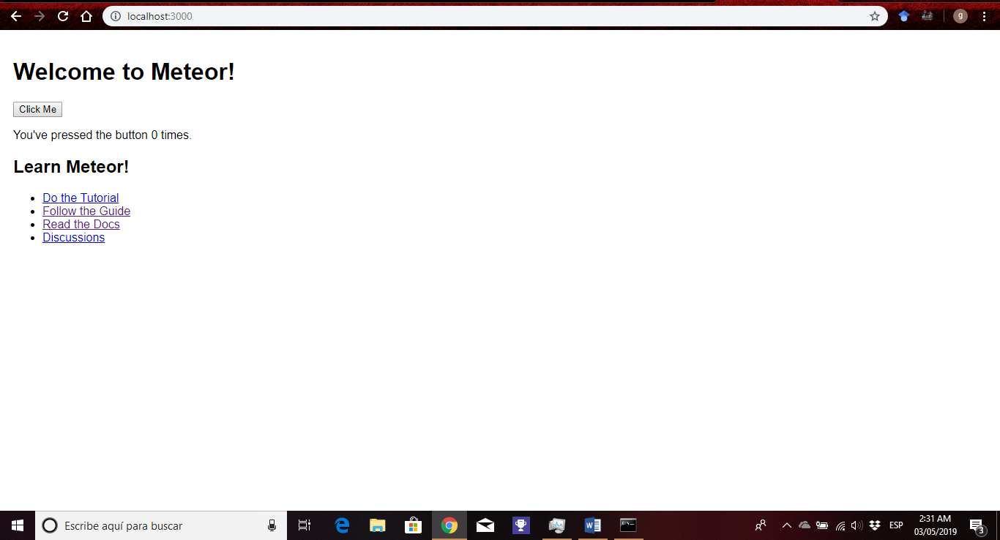 localhost:3000
g
Welcome to Meteor!
Click Me
You've pressed the button 0 times.
Learn Meteor!
Do the Tutorial
Follow the Guide
Read the Docs
Discussions
Escribe aquí para buscar
ESP
2:31 AM
03/05/2019
3